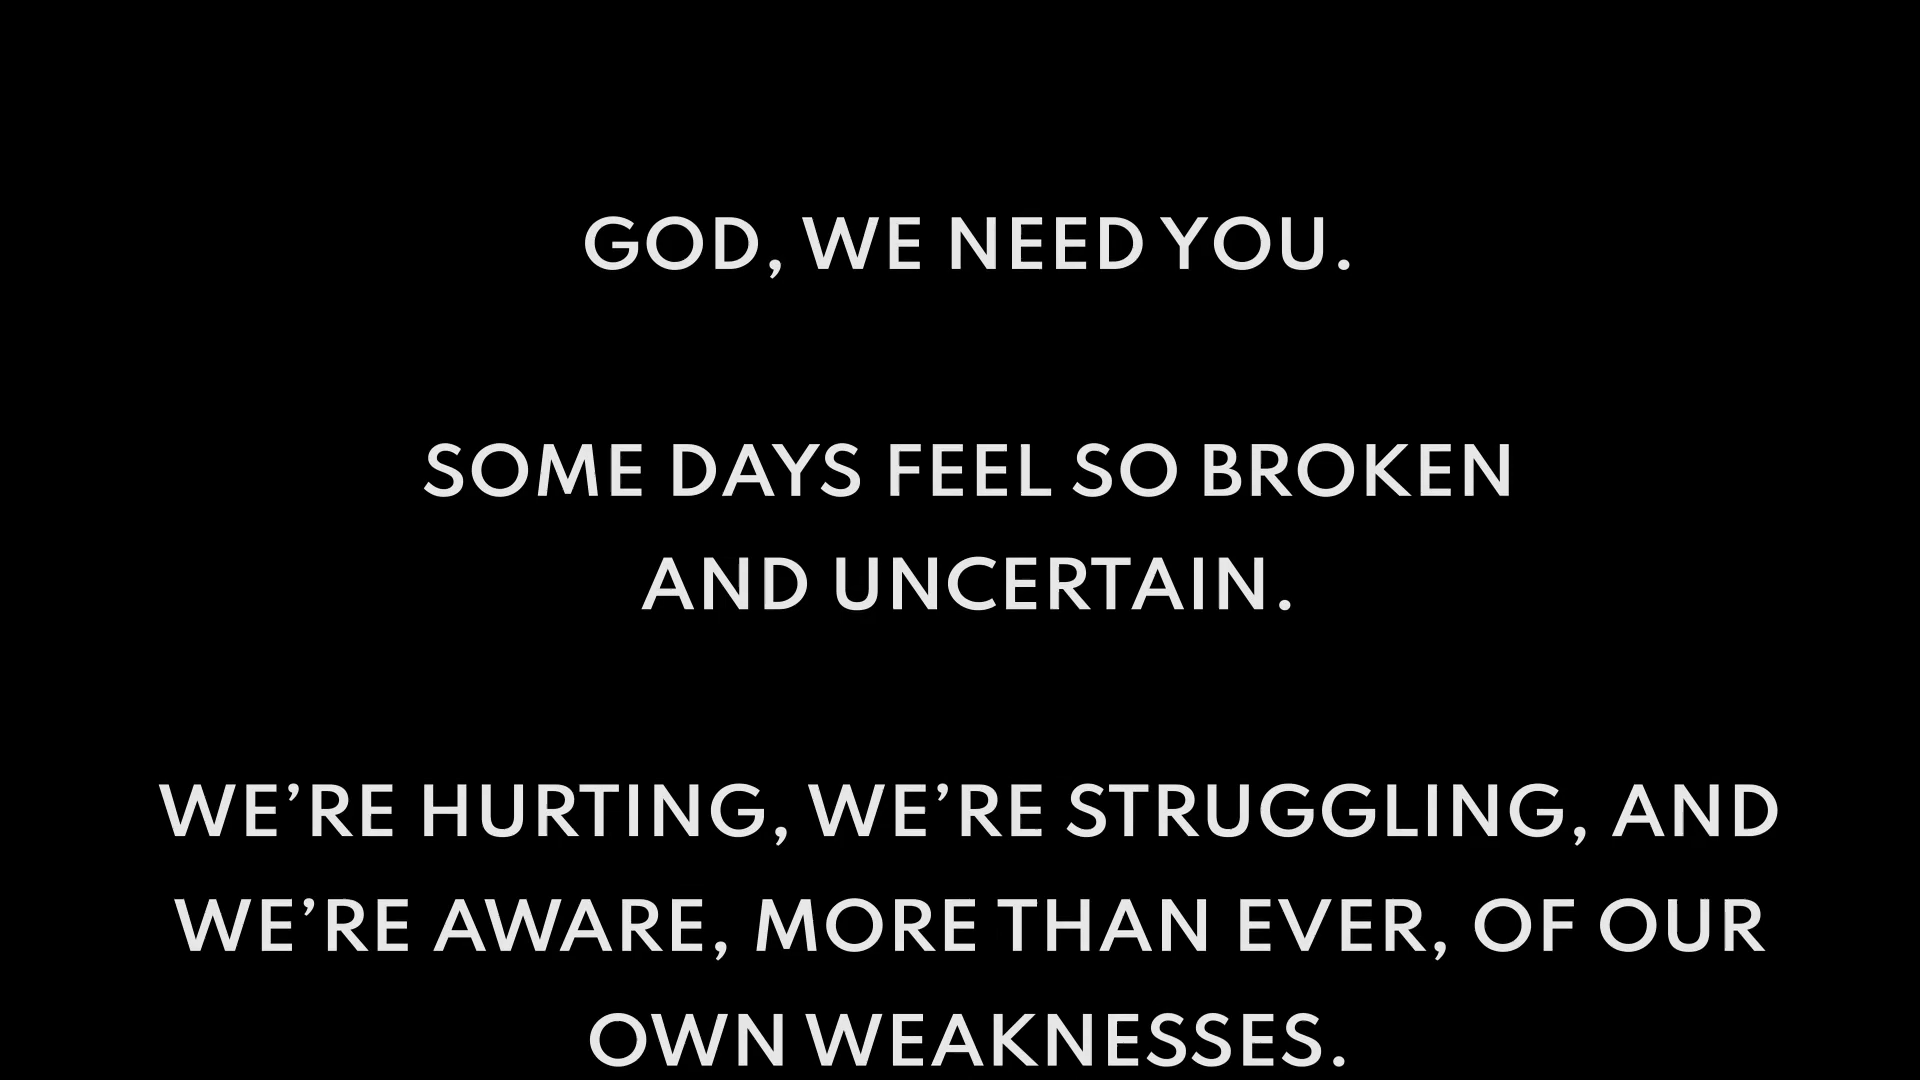 GOD, WE NEED YOU.
SOME DAYS FEEL SO BROKEN
AND UNCERTAIN.
WE’RE HURTING, WE’RE STRUGGLING, AND
WE’RE AWARE, MORE THAN EVER, OF OUR
OWN WEAKNESSES.